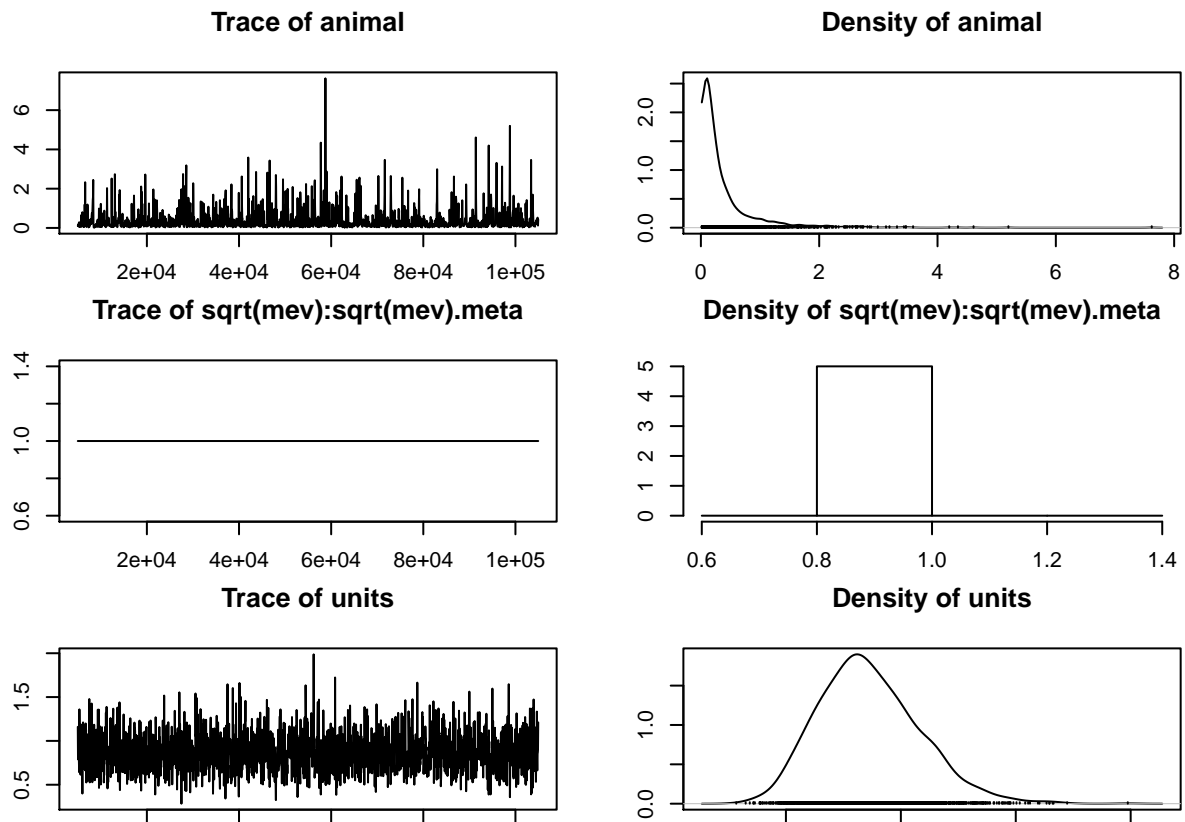 Trace of animal
0 2 4 6
2e+04 4e+04 6e+04 8e+04 1e+05
Density of animal
0.0 1.0 2.0
0 2 4 6 8
Trace of sqrt(mev):sqrt(mev).meta
0.6 1.0 1.4
2e+04 4e+04 6e+04 8e+04 1e+05
Density of sqrt(mev):sqrt(mev).meta
0 1 2 3 4 5
0.6 0.8 1.0 1.2 1.4
Trace of units
0.5 1.5
Density of units
0.0 1.0